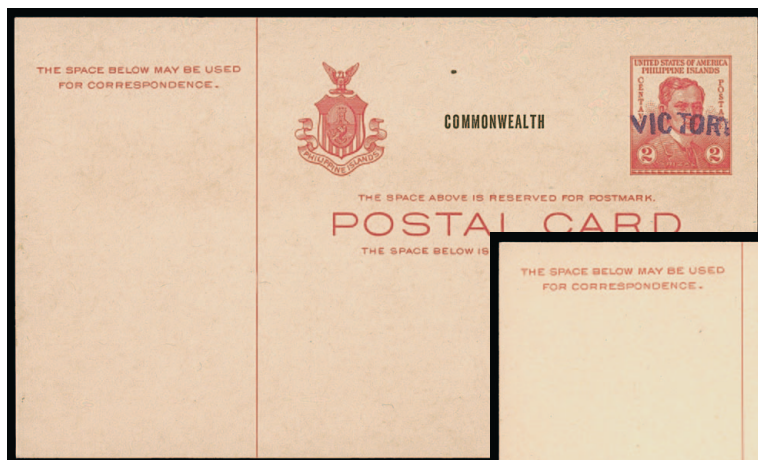 THE SPACE BELOW MAY BE USED
FOR CORRESPONDENCE.
PHILIPPINE ISLANDS
COMMONWEALTH
UNITED STATES OF AMERICA
PHILIPPINE ISLANDS
CENTAVOS
POSTAGE
VICTORY
2 2
THE SPACE ABOVE IS RESERVED FOR POSTMARK.
POSTAL CARD
THE SPACE BELOW IS
THE SPACE BELOW MAY BE USED
FOR CORRESPONDENCE.